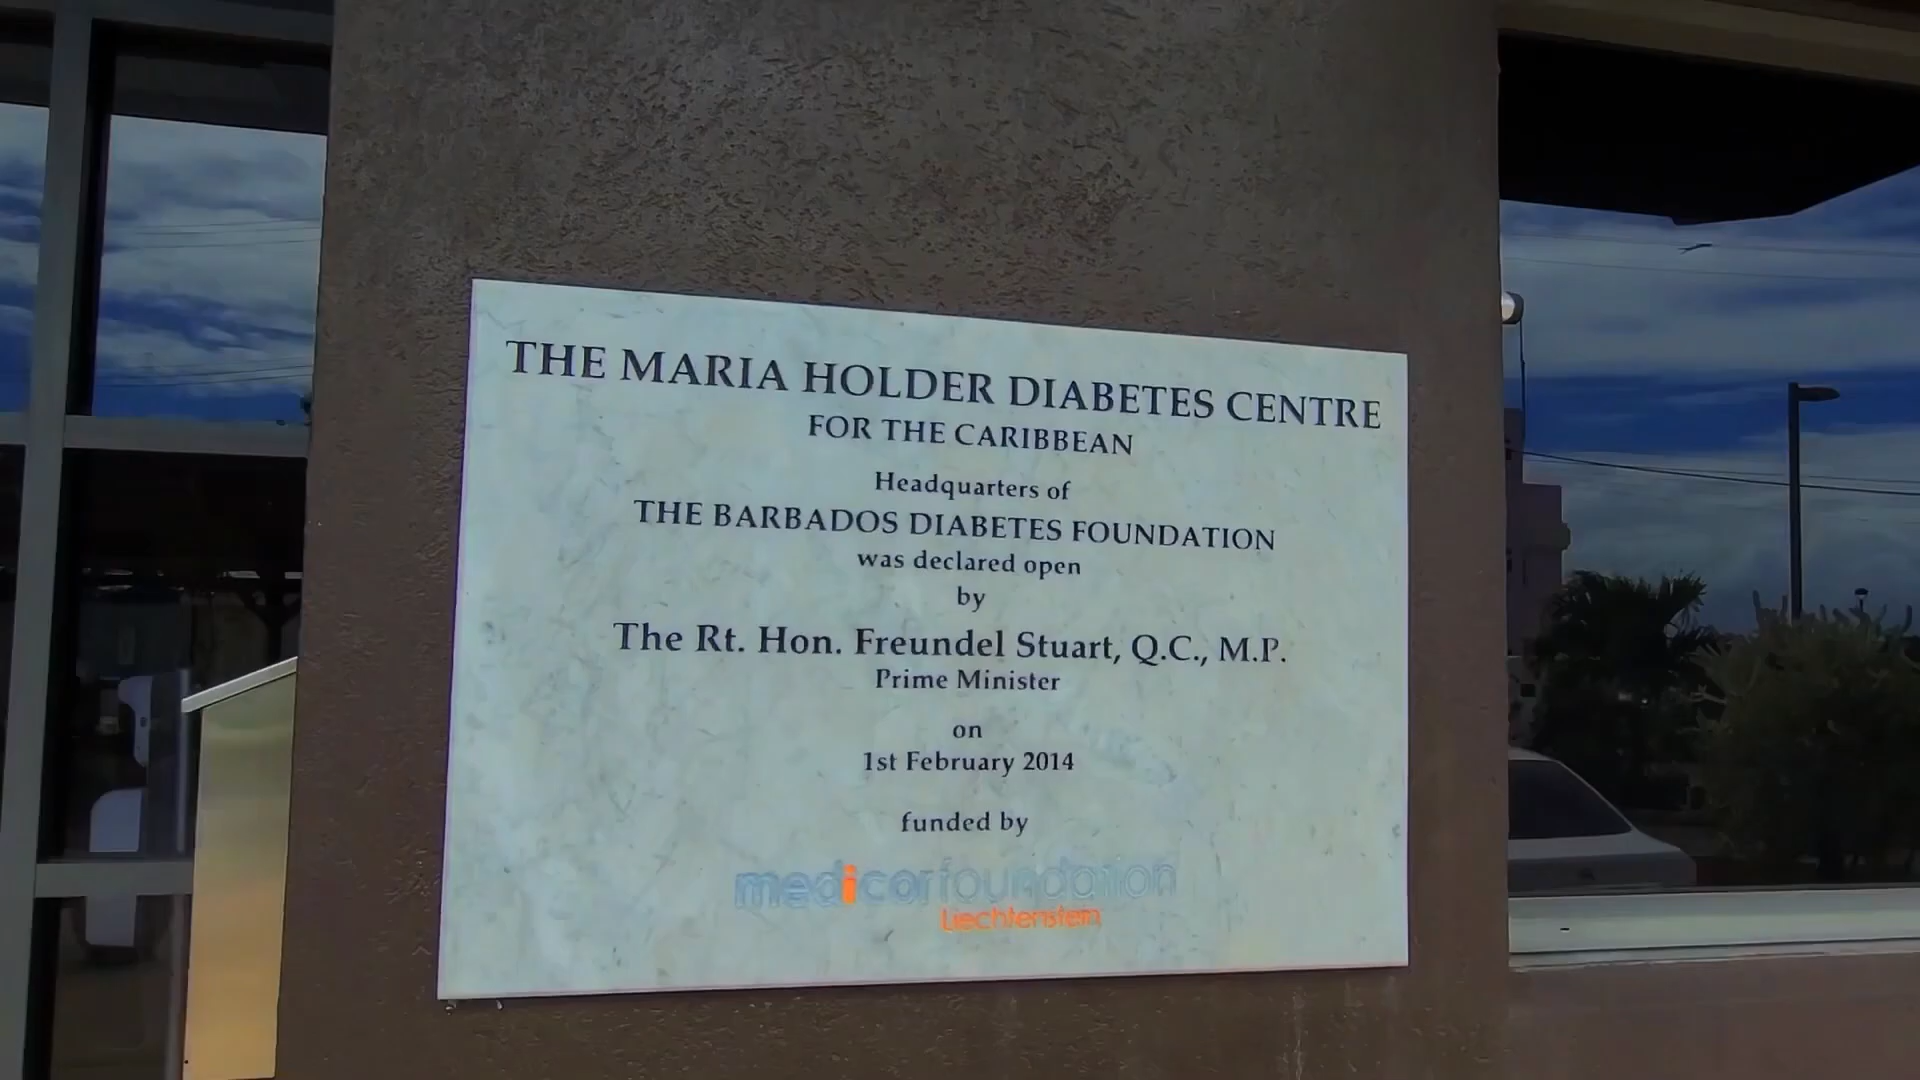 THE MARIA HOLDER DIABETES CENTRE
FOR THE CARIBBEAN
Headquarters of
THE BARBADOS DIABETES FOUNDATION
was declared open
by
The Rt. Hon. Freundel Stuart, Q.C., M.P.
Prime Minister
on
1st February 2014
funded by
medicorfoundation
Liechtenstein